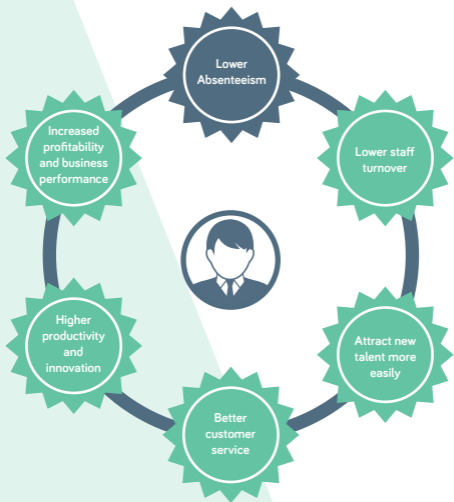 Lower
Absenteeism
Lower staff
turnover
Attract new
talent more
easily
Better
customer
service
Higher
productivity
and
innovation
Increased
profitability
and business
performance